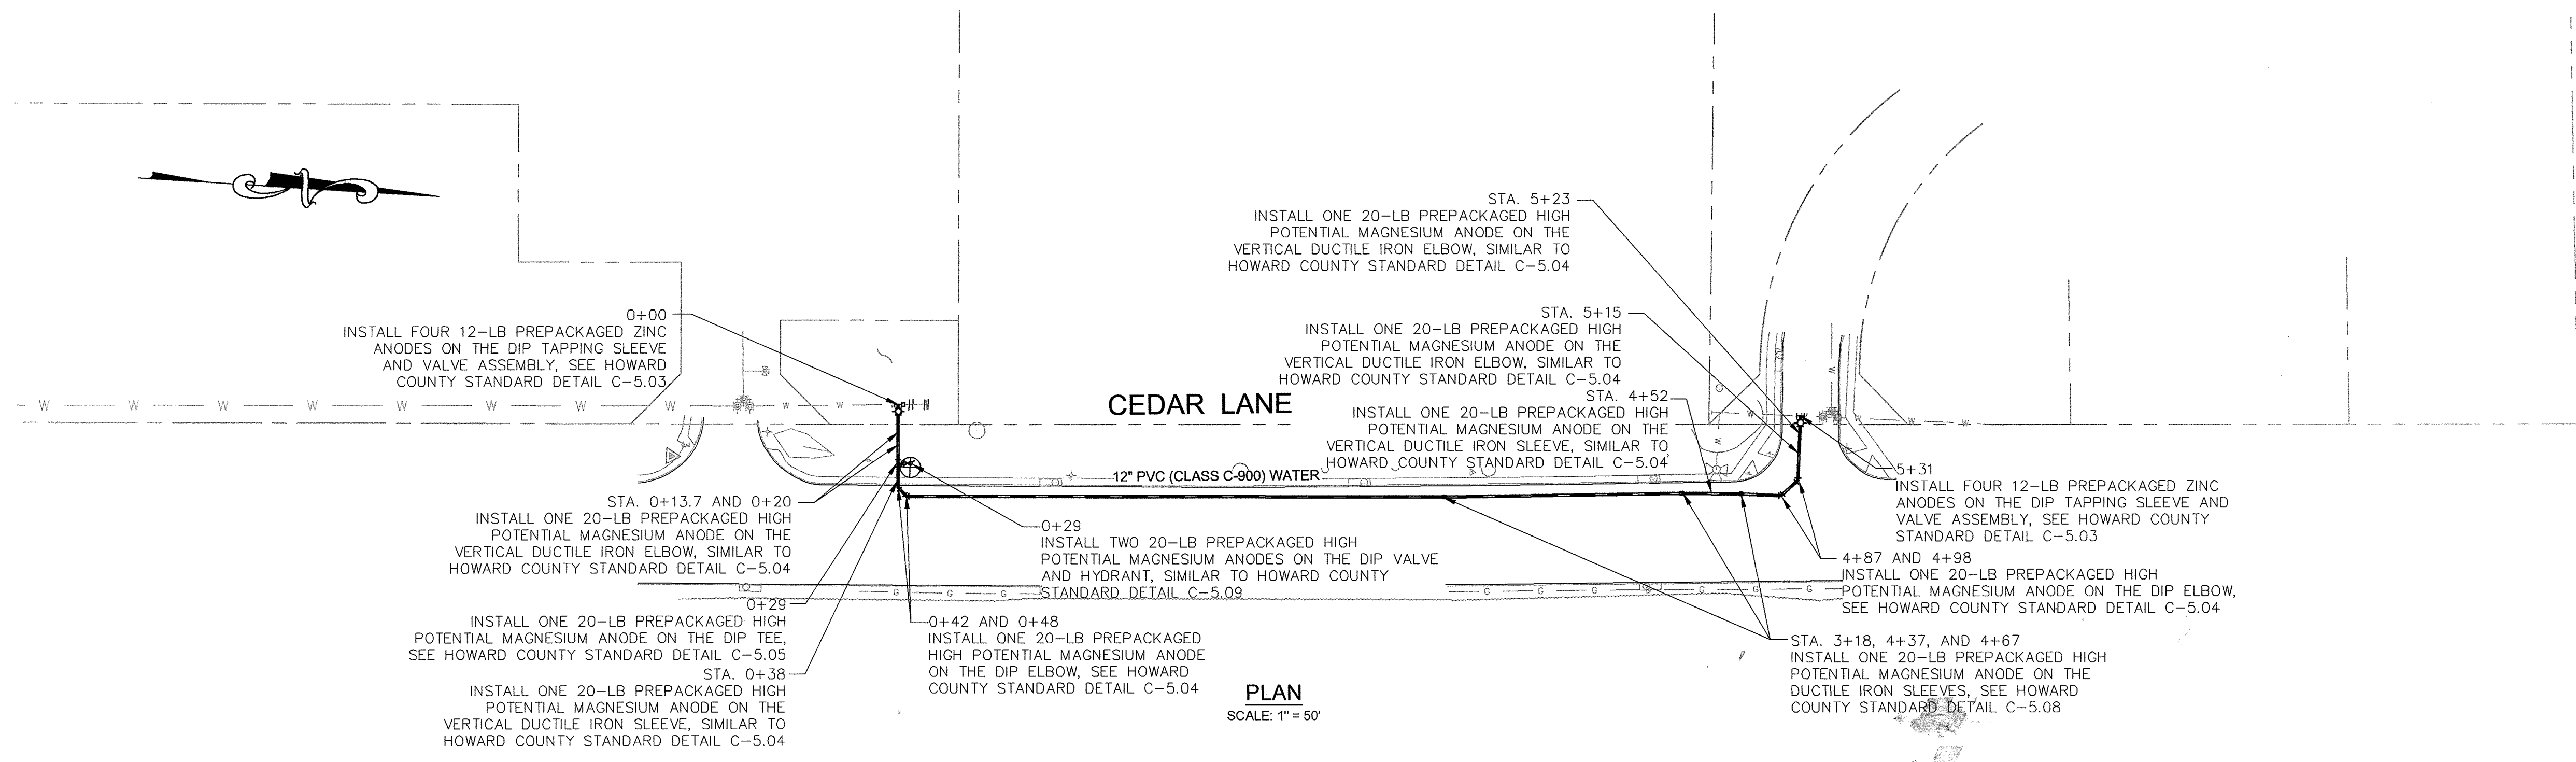 STA. 5+23
INSTALL ONE 20-LB PREPACKAGED HIGH
POTENTIAL MAGNESIUM ANODE ON THE
VERTICAL DUCTILE IRON ELBOW, SIMILAR TO
HOWARD COUNTY STANDARD DETAIL C-5.04
0+00
INSTALL FOUR 12-LB PREPACKAGED ZINC
ANODES ON THE DIP TAPPING SLEEVE
AND VALVE ASSEMBLY, SEE HOWARD
COUNTY STANDARD DETAIL C-5.03
STA. 5+15
INSTALL ONE 20-LB PREPACKAGED HIGH
POTENTIAL MAGNESIUM ANODE ON THE
VERTICAL DUCTILE IRON ELBOW, SIMILAR TO
HOWARD COUNTY STANDARD DETAIL C-5.04
STA. 4+52
INSTALL ONE 20-LB PREPACKAGED HIGH
POTENTIAL MAGNESIUM ANODE ON THE
VERTICAL DUCTILE IRON SLEEVE, SIMILAR TO
HOWARD COUNTY STANDARD DETAIL C-5.04
W W W W W W W W W W
CEDAR LANE
W W W W
W
W
12" PVC (CLASS C-900) WATER
5+31
INSTALL FOUR 12-LB PREPACKAGED ZINC
ANODES ON THE DIP TAPPING SLEEVE AND
VALVE ASSEMBLY, SEE HOWARD COUNTY
STANDARD DETAIL C-5.03
STA. 0+13.7 AND 0+20
INSTALL ONE 20-LB PREPACKAGED HIGH
POTENTIAL MAGNESIUM ANODE ON THE
VERTICAL DUCTILE IRON ELBOW, SIMILAR TO
HOWARD COUNTY STANDARD DETAIL C-5.04
0+29
INSTALL TWO 20-LB PREPACKAGED HIGH
POTENTIAL MAGNESIUM ANODES ON THE DIP VALVE
AND HYDRANT, SIMILAR TO HOWARD COUNTY
STANDARD DETAIL C-5.09
4+87 AND 4+98
INSTALL ONE 20-LB PREPACKAGED HIGH
POTENTIAL MAGNESIUM ANODE ON THE DIP ELBOW,
SEE HOWARD COUNTY STANDARD DETAIL C-5.04
G G G
G G G G G G
0+29
INSTALL ONE 20-LB PREPACKAGED HIGH
POTENTIAL MAGNESIUM ANODE ON THE DIP TEE,
SEE HOWARD COUNTY STANDARD DETAIL C-5.05
0+42 AND 0+48
INSTALL ONE 20-LB PREPACKAGED
HIGH POTENTIAL MAGNESIUM ANODE
ON THE DIP ELBOW, SEE HOWARD
COUNTY STANDARD DETAIL C-5.04
STA. 3+18, 4+37, AND 4+67
INSTALL ONE 20-LB PREPACKAGED HIGH
POTENTIAL MAGNESIUM ANODE ON THE
DUCTILE IRON SLEEVES, SEE HOWARD
COUNTY STANDARD DETAIL C-5.08
STA. 0+38
INSTALL ONE 20-LB PREPACKAGED HIGH
POTENTIAL MAGNESIUM ANODE ON THE
VERTICAL DUCTILE IRON SLEEVE, SIMILAR TO
HOWARD COUNTY STANDARD DETAIL C-5.04
PLAN
SCALE: 1" = 50'